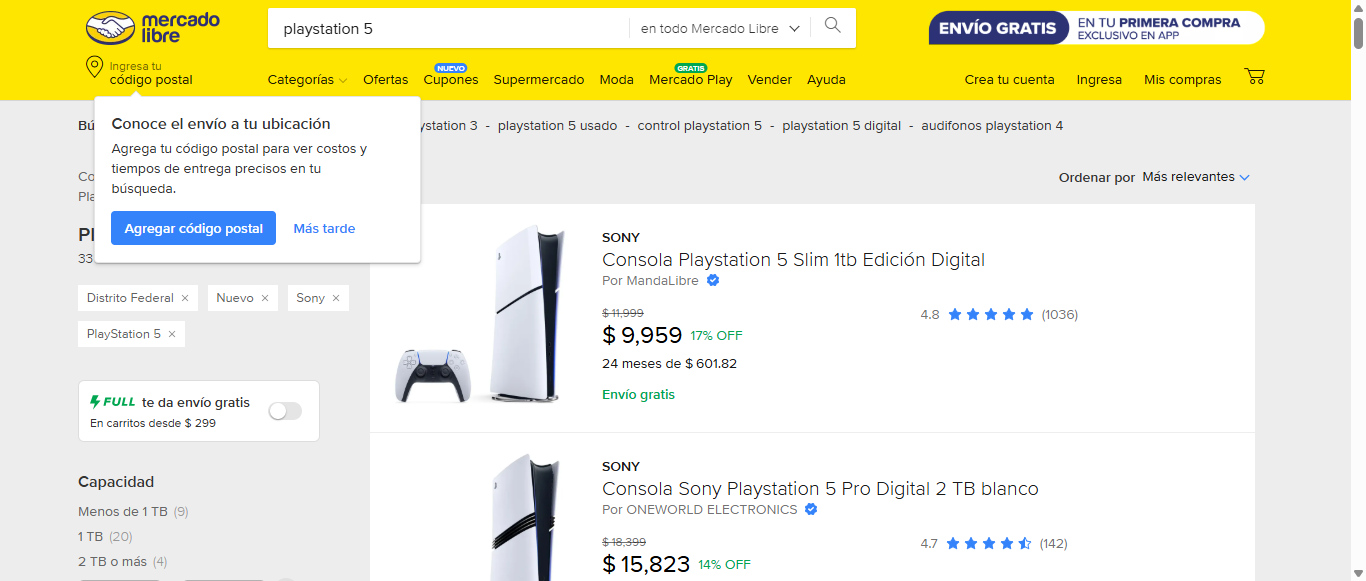 mercado
libre
playstation 5
en todo Mercado Libre
ENVÍO GRATIS
EN TU PRIMERA COMPRA
EXCLUSIVO EN APP
Ingresa tu
código postal
Categorías
Ofertas
NUEVO
Cupones
Supermercado
Moda
GRATIS
Mercado Play
Vender
Ayuda
Crea tu cuenta
Ingresa
Mis compras
Conoce el envío a tu ubicación
Agrega tu código postal para ver costos y
tiempos de entrega precisos en tu
búsqueda.
Agregar código postal
Más tarde
3 - playstation 5 usado - control playstation 5 - playstation 5 digital - audifonos playstation 4
Ordenar por Más relevantes
Distrito Federal ×
Nuevo ×
Sony ×
PlayStation 5 ×
FULL te da envío gratis
En carritos desde $ 299
Capacidad
Menos de 1 TB (9)
1 TB (20)
2 TB o más (4)
SONY
Consola Playstation 5 Slim 1tb Edición Digital
Por MandaLibre
$ 11,999
$ 9,959 17% OFF
24 meses de $ 601.82
Envío gratis
4.8 (1036)
SONY
Consola Sony Playstation 5 Pro Digital 2 TB blanco
Por ONEWORLD ELECTRONICS
$ 18,399
$ 15,823 14% OFF
4.7 (142)